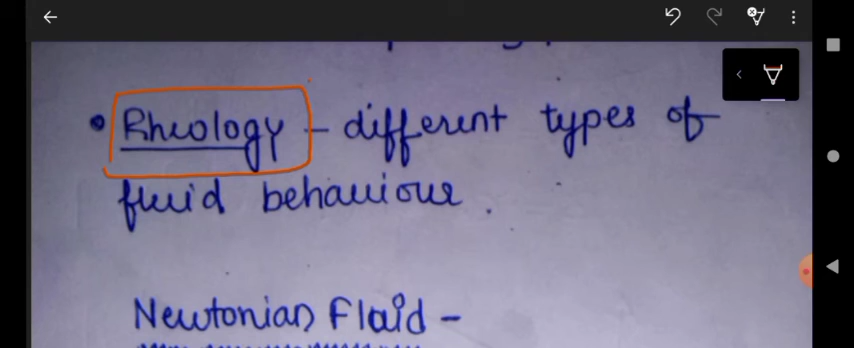 • Rheology - different types of
fluid behaviour.
Newtonian Fluid -